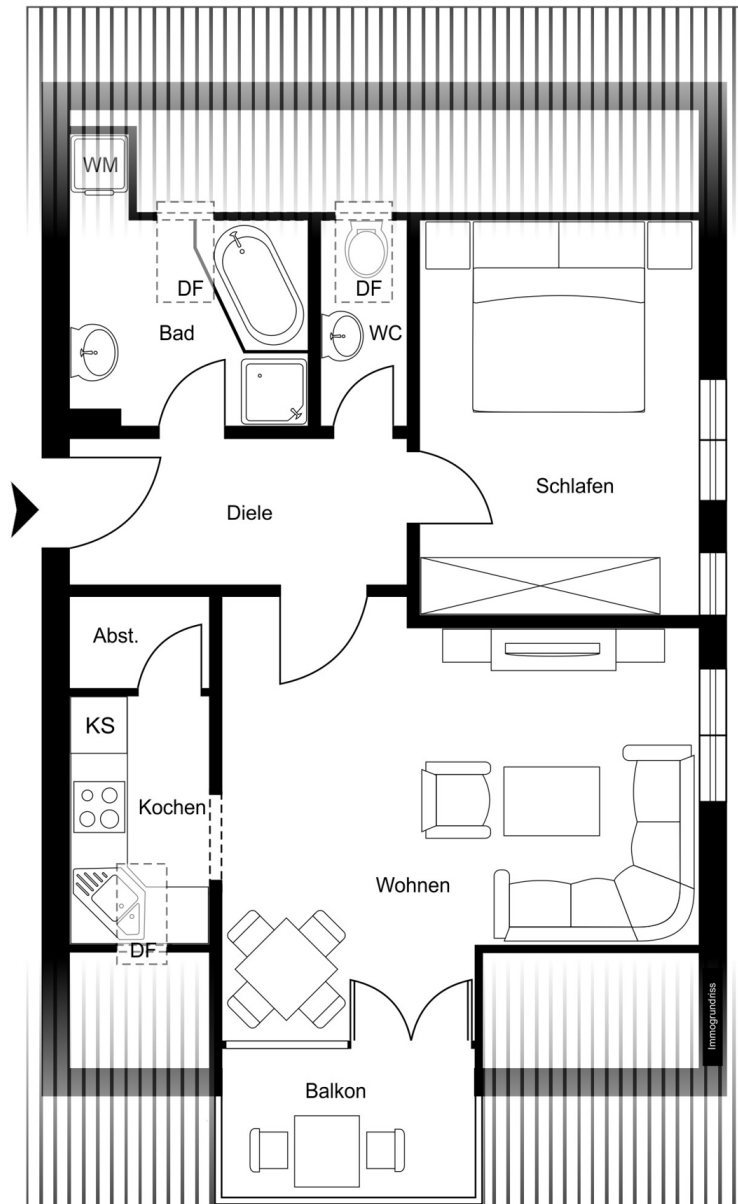 WM
DF
DF
Bad
WC
Schlafen
Diele
Abst.
KS
Kochen
Wohnen
DF
Immogrundriss
Balkon